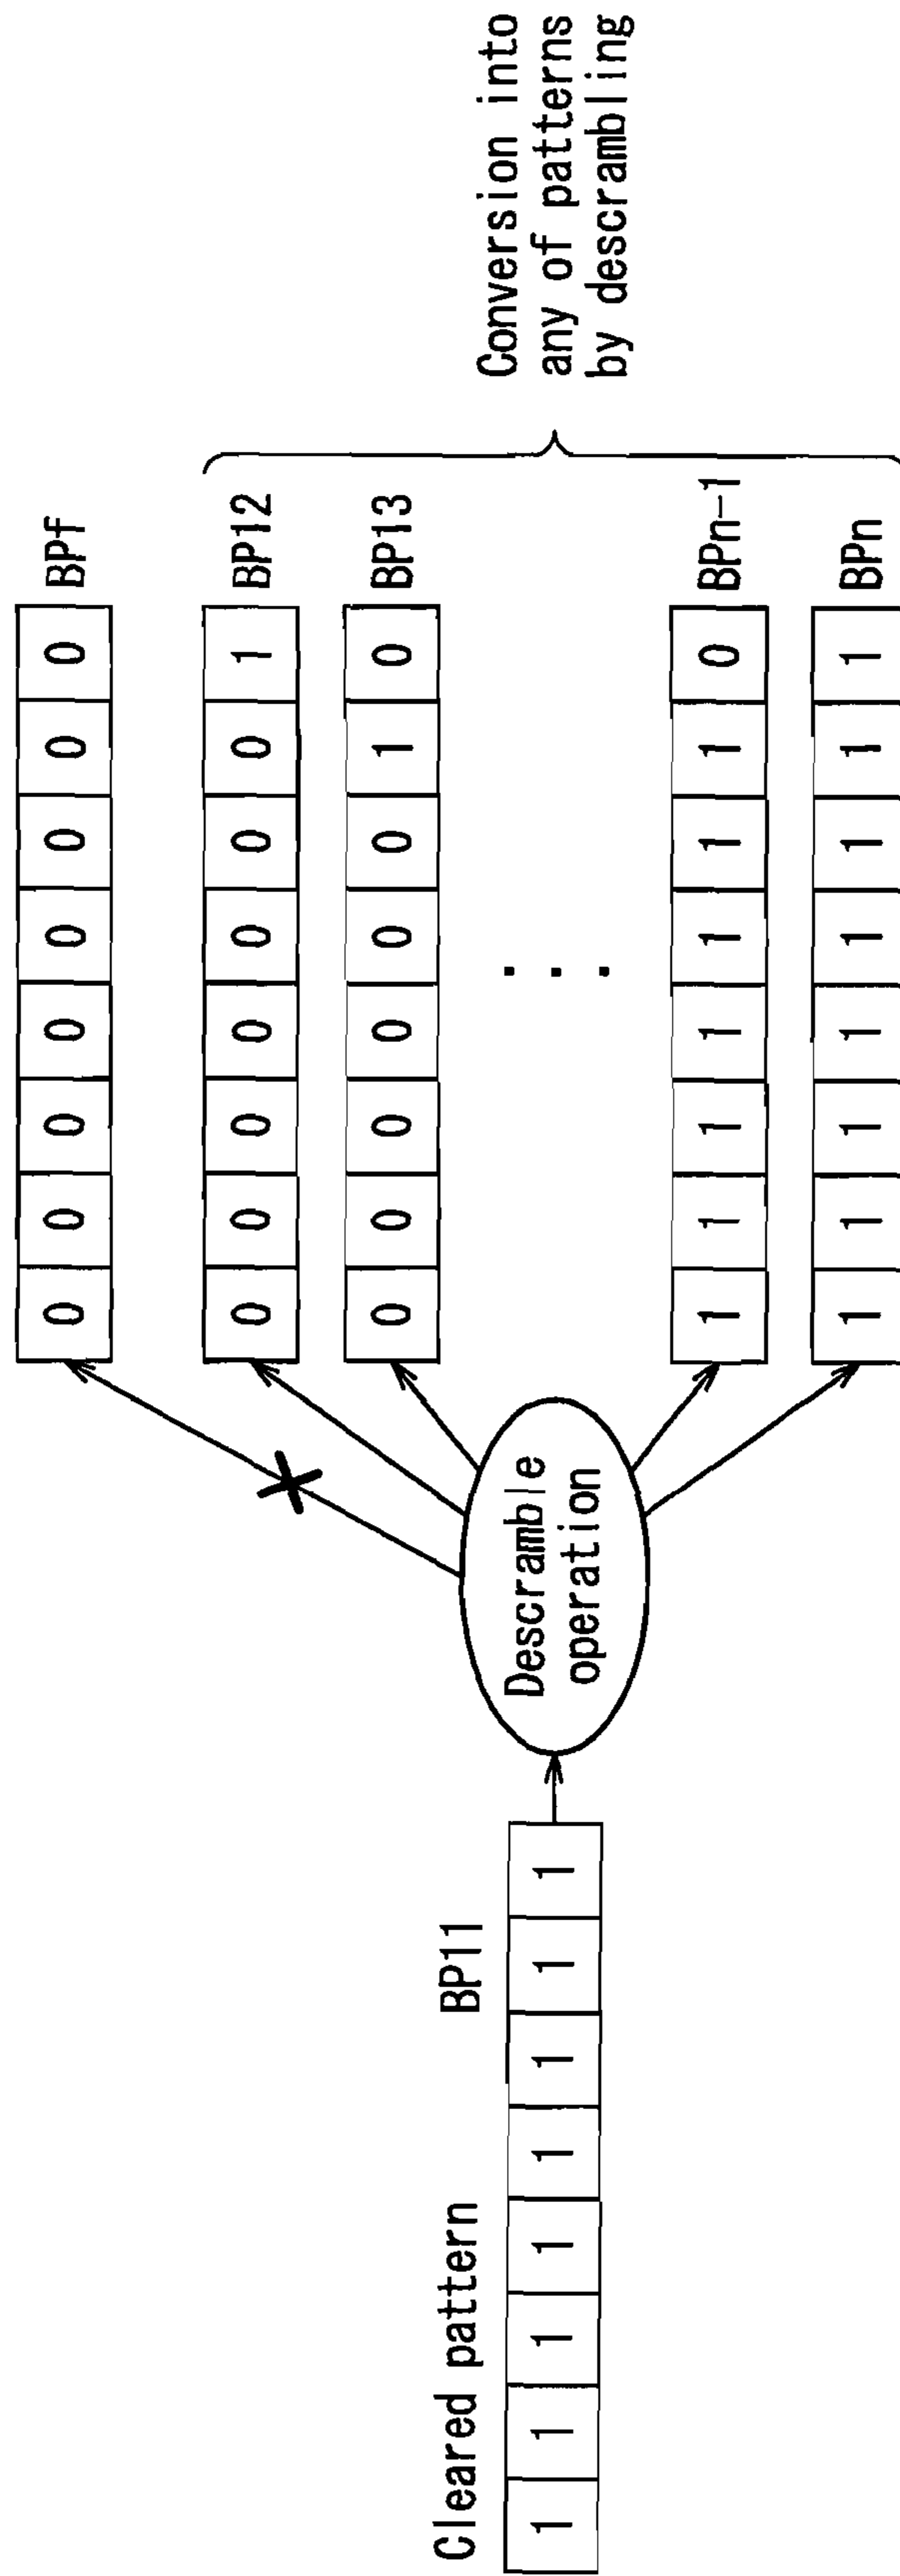 BPf
0 0 0 0 0 0 0 0
BP12
0 0 0 0 0 0 0 1
BP13
0 0 0 0 0 0 1 0
...
BPn-1
1 1 1 1 1 1 1 0
BPn
1 1 1 1 1 1 1 1
Conversion into
any of patterns
by descrambling
Descramble
operation
Cleared pattern
BP11
1 1 1 1 1 1 1 1